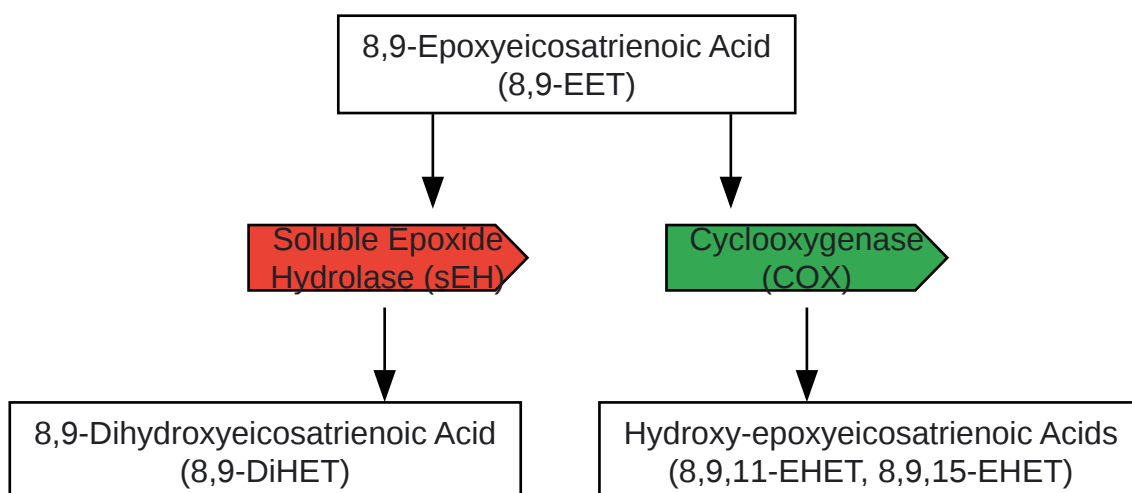 8,9-Epoxyeicosatrienoic Acid
(8,9-EET)
Soluble Epoxide
Hydrolase (sEH)
Cyclooxygenase
(COX)
8,9-Dihydroxyeicosatrienoic Acid
(8,9-DiHET)
Hydroxy-epoxyeicosatrienoic Acids
(8,9,11-EHET, 8,9,15-EHET)